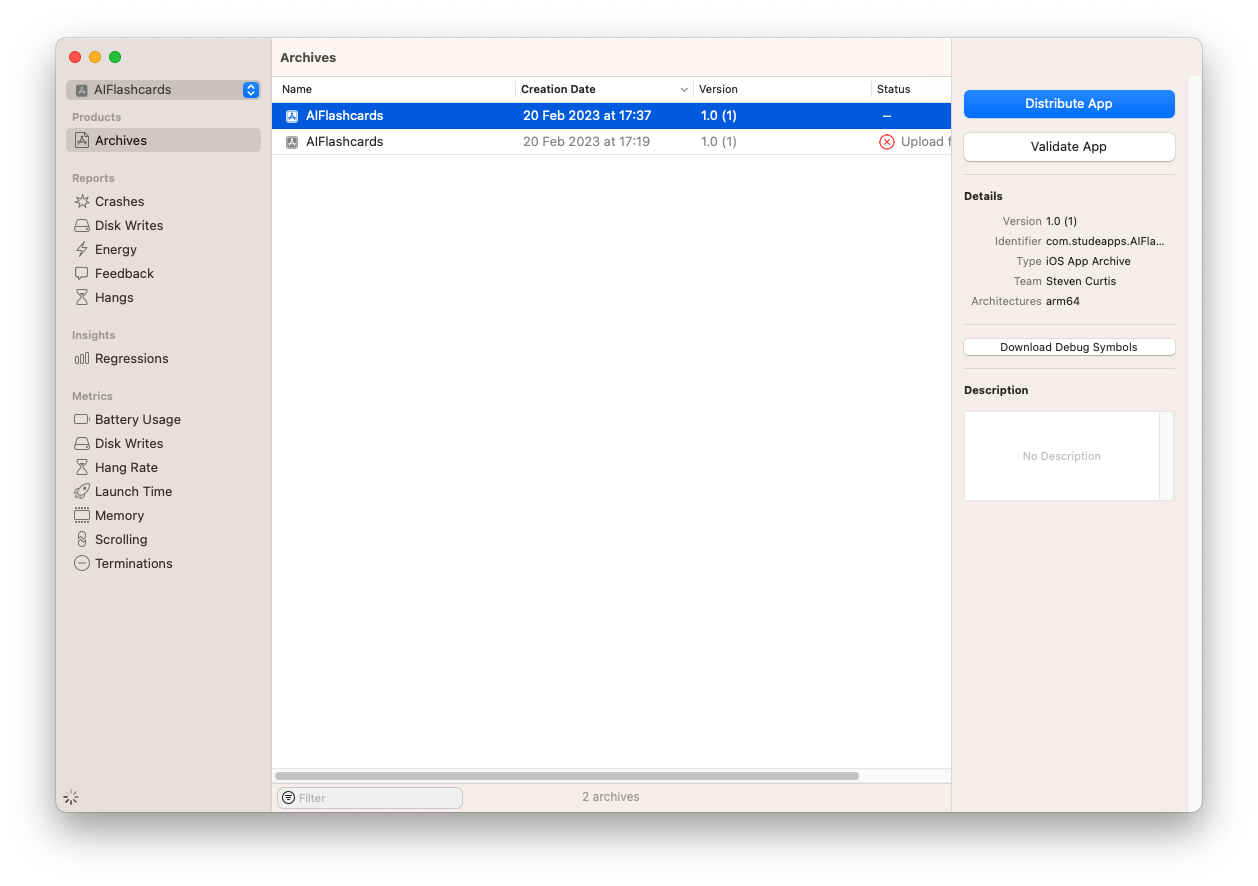 AIFlashcards
Products
Archives
Reports
Crashes
Disk Writes
Energy
Feedback
Hangs
Insights
Regressions
Metrics
Battery Usage
Disk Writes
Hang Rate
Launch Time
Memory
Scrolling
Terminations
Archives
Name Creation Date Version Status
AIFlashcards 20 Feb 2023 at 17:37 1.0 (1) –
AIFlashcards 20 Feb 2023 at 17:19 1.0 (1) Upload f
Filter 2 archives
Distribute App
Validate App
Details
Version 1.0 (1)
Identifier com.studeapps.AIFla...
Type iOS App Archive
Team Steven Curtis
Architectures arm64
Download Debug Symbols
Description
No Description